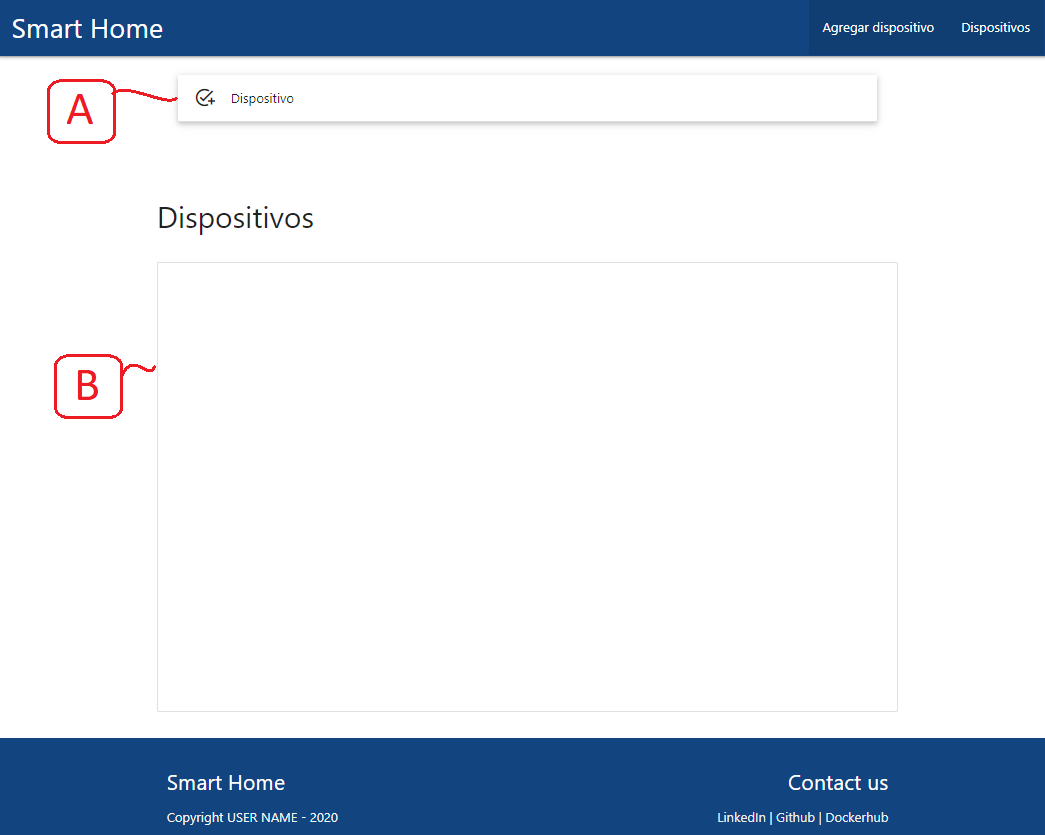 Smart Home
Agregar dispositivo Dispositivos
A
Dispositivo
Dispositivos
B
Smart Home
Contact us
Copyright USER NAME - 2020
LinkedIn | Github | Dockerhub